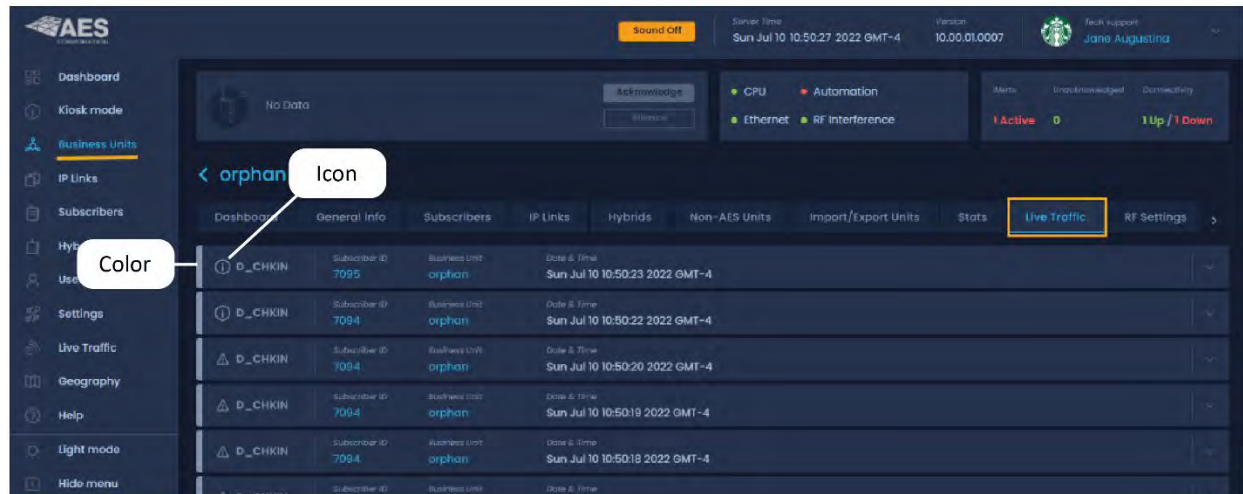 AES
Sound Off
Server Time
Sun Jul 10 10:50:27 2022 GMT-4
Version
10.00.01.0007
Tech support
Jane Augustina
Dashboard
Kiosk mode
Business Units
IP Links
Subscribers
Hyb
Use
Settings
Live Traffic
Geography
Help
Light mode
Hide menu
No Data
Acknowledge
Silence
CPU
Automation
Ethernet
RF Interference
Alerts
Unacknowledged
Connectivity
1 Active
0
1 Up / 1 Down
< orphan
Icon
Color
Dashboard General Info Subscribers IP Links Hybrids Non-AES Units Import/Export Units Stats Live Traffic RF Settings >
Subscriber ID Business Unit Date & Time
D_CHKIN 7095 orphan Sun Jul 10 10:50:23 2022 GMT-4
Subscriber ID Business Unit Date & Time
D_CHKIN 7094 orphan Sun Jul 10 10:50:22 2022 GMT-4
Subscriber ID Business Unit Date & Time
D_CHKIN 7094 orphan Sun Jul 10 10:50:20 2022 GMT-4
Subscriber ID Business Unit Date & Time
D_CHKIN 7094 orphan Sun Jul 10 10:50:19 2022 GMT-4
Subscriber ID Business Unit Date & Time
D_CHKIN 7094 orphan Sun Jul 10 10:50:18 2022 GMT-4
Subscriber ID Business Unit Date & Time